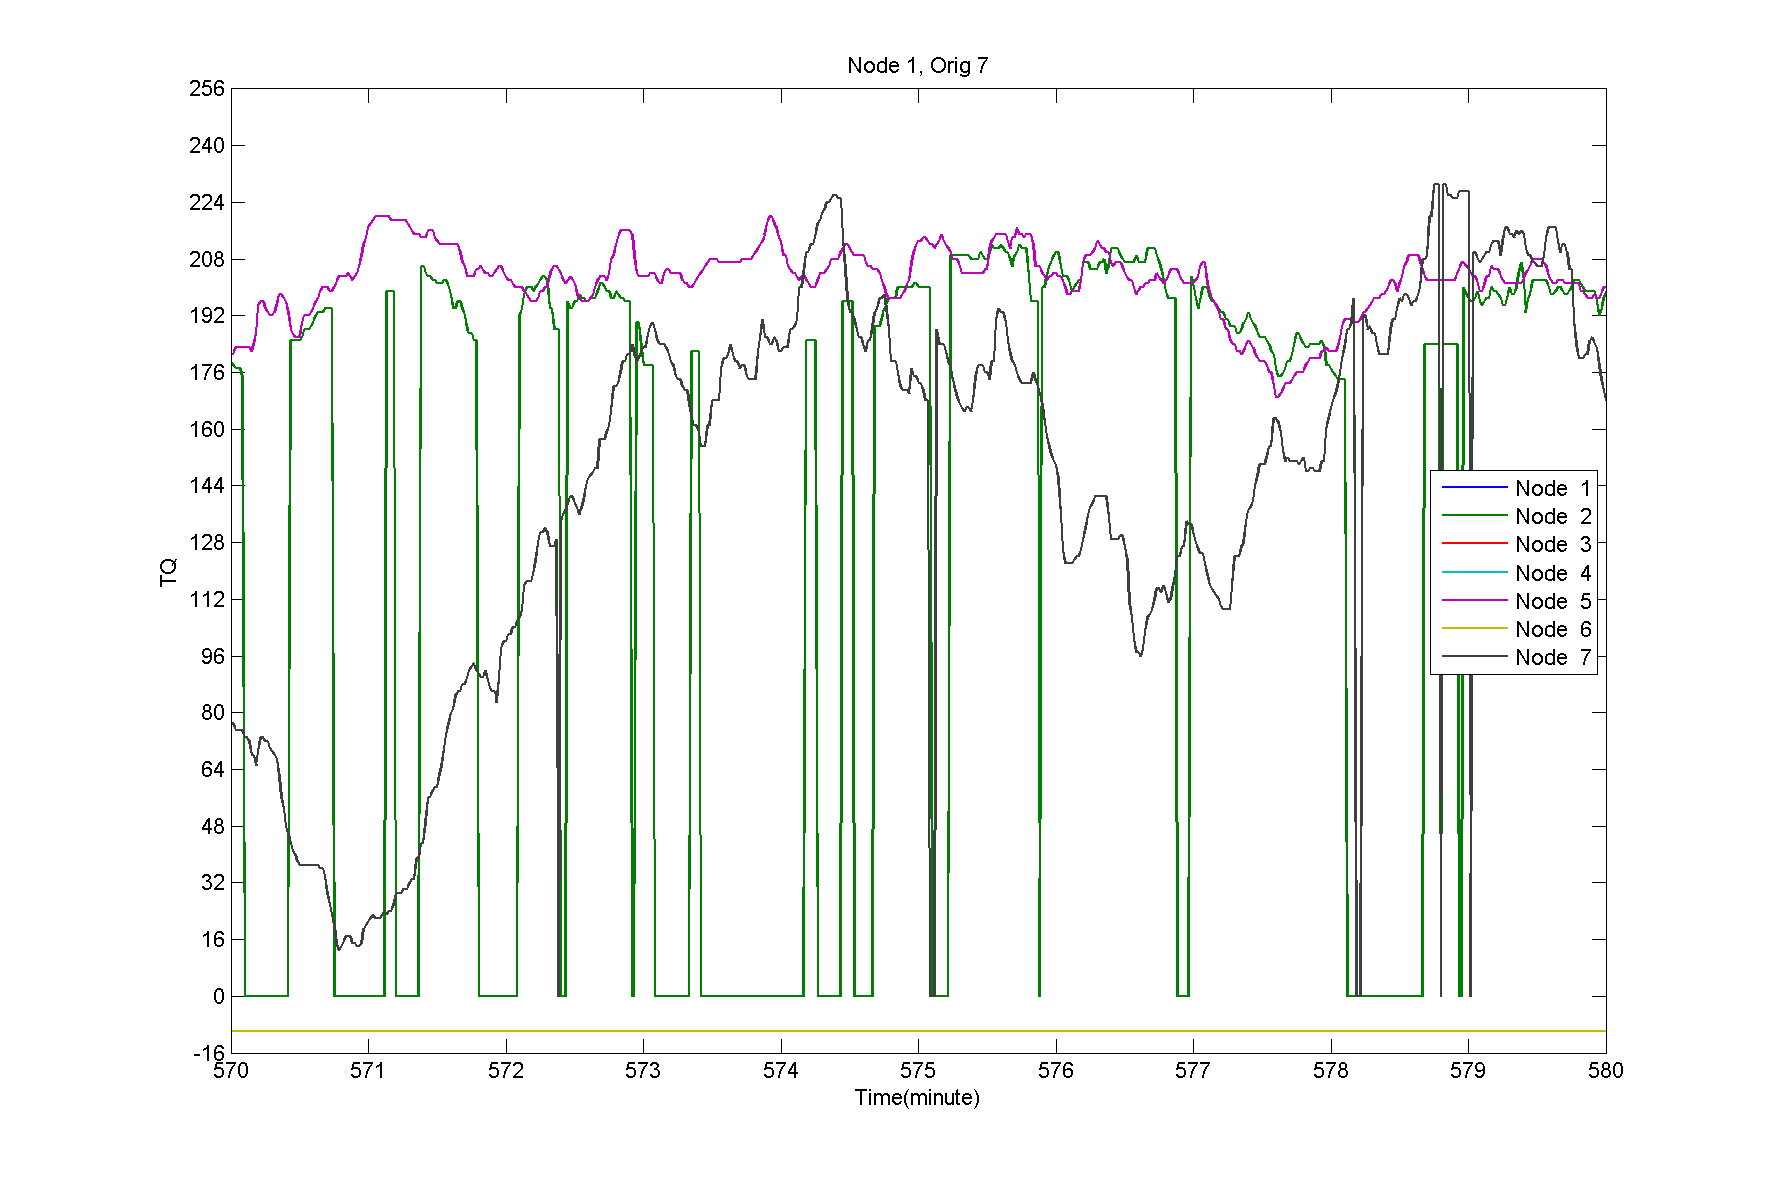 Node 1, Orig 7
256
240
224
208
192
176
160
144
128
112
96
80
64
48
32
16
0
-16
TQ
Node 1
Node 2
Node 3
Node 4
Node 5
Node 6
Node 7
570 571 572 573 574 575 576 577 578 579 580
Time(minute)